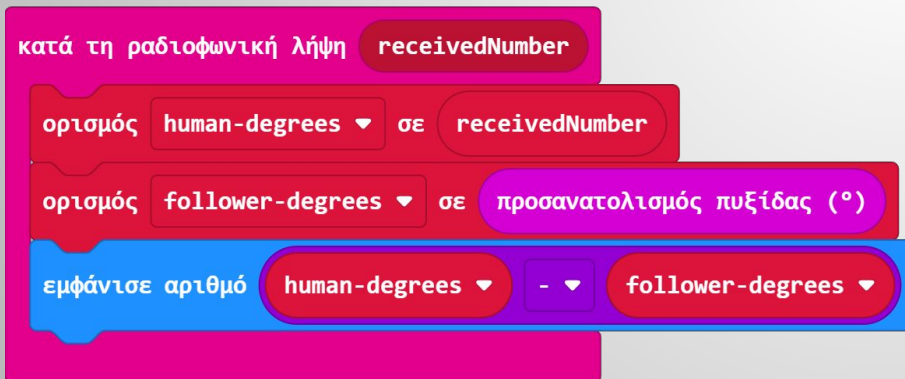 κατά τη ραδιοφωνική λήψη receivedNumber
ορισμός human-degrees σε receivedNumber
ορισμός follower-degrees σε προσανατολισμός πυξίδας (°)
εμφάνισε αριθμό human-degrees - follower-degrees